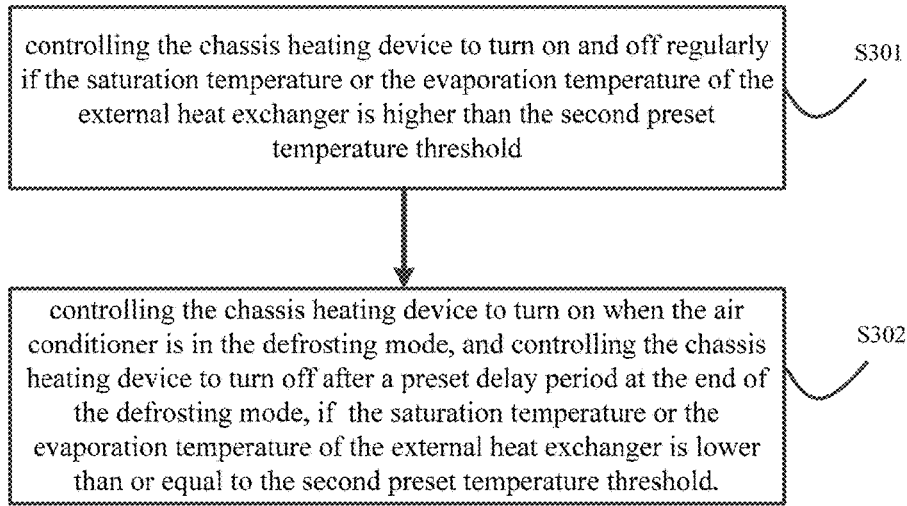 controlling the chassis heating device to turn on and off regularly
if the saturation temperature or the evaporation temperature of the
external heat exchanger is higher than the second preset
temperature threshold
S301
controlling the chassis heating device to turn on when the air
conditioner is in the defrosting mode, and controlling the chassis
heating device to turn off after a preset delay period at the end of
the defrosting mode, if the saturation temperature or the
evaporation temperature of the external heat exchanger is lower
than or equal to the second preset temperature threshold.
S302